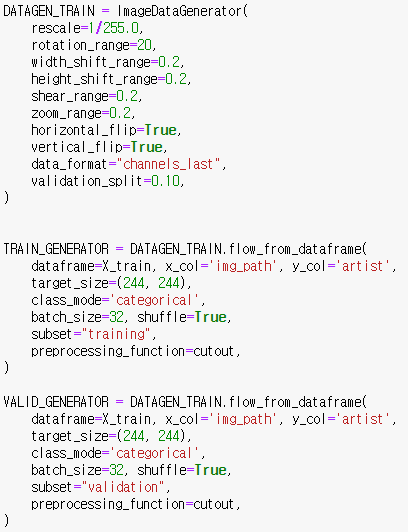 DATAGEN_TRAIN = ImageDataGenerator(
    rescale=1/255.0,
    rotation_range=20,
    width_shift_range=0.2,
    height_shift_range=0.2,
    shear_range=0.2,
    zoom_range=0.2,
    horizontal_flip=True,
    vertical_flip=True,
    data_format="channels_last",
    validation_split=0.10,
)
TRAIN_GENERATOR = DATAGEN_TRAIN.flow_from_dataframe(
    dataframe=X_train, x_col='img_path', y_col='artist',
    target_size=(244, 244),
    class_mode='categorical',
    batch_size=32, shuffle=True,
    subset="training",
    preprocessing_function=cutout,
)
VALID_GENERATOR = DATAGEN_TRAIN.flow_from_dataframe(
    dataframe=X_train, x_col='img_path', y_col='artist',
    target_size=(244, 244),
    class_mode='categorical',
    batch_size=32, shuffle=True,
    subset="validation",
    preprocessing_function=cutout,
)